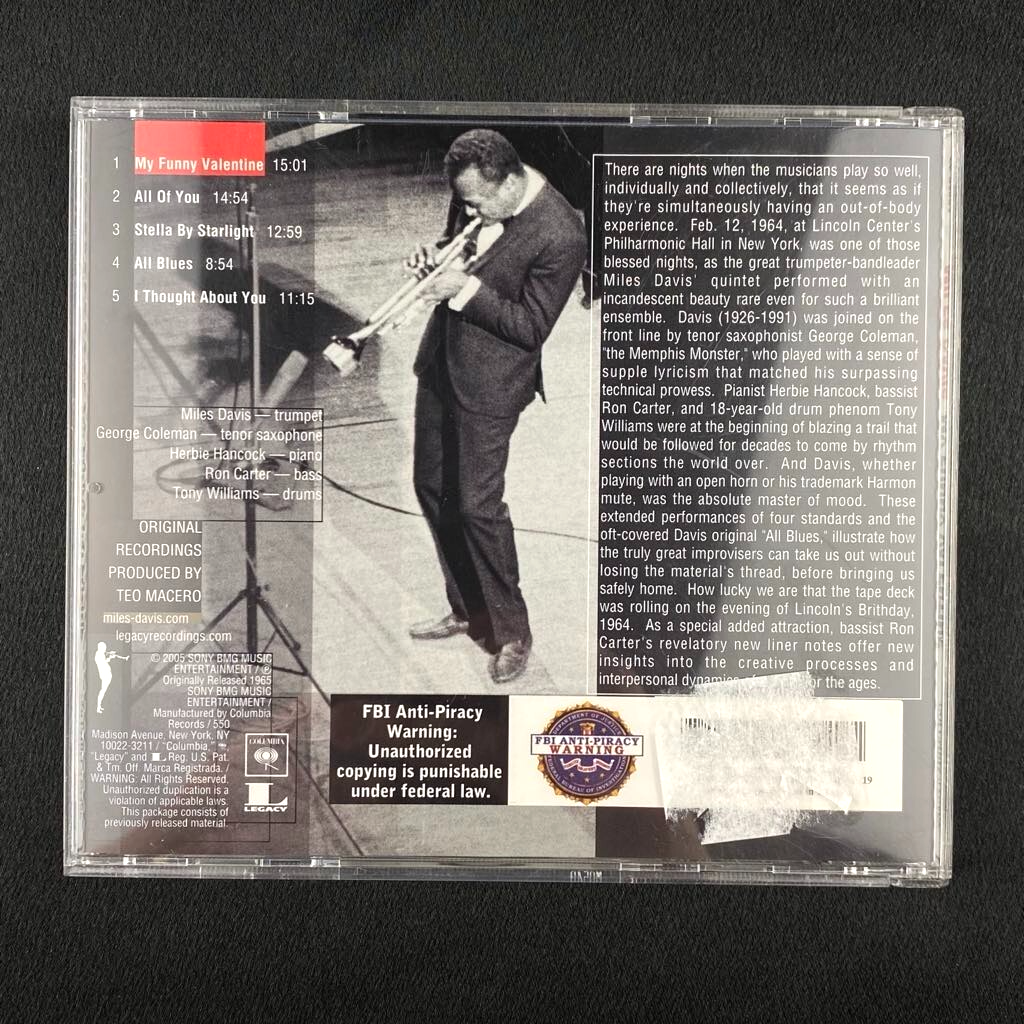 1 My Funny Valentine 15:01
2 All Of You 14:54
3 Stella By Starlight 12:59
4 All Blues 8:54
5 I Thought About You 11:15
Miles Davis — trumpet
George Coleman — tenor saxophone
Herbie Hancock — piano
Ron Carter — bass
Tony Williams — drums
ORIGINAL
RECORDINGS
PRODUCED BY
TEO MACERO
miles-davis.com
legacyrecordings.com
© 2005 SONY BMG MUSIC
ENTERTAINMENT / ℗
Originally Released 1965
SONY BMG MUSIC
ENTERTAINMENT /
Manufactured by Columbia
Records / 550
Madison Avenue, New York, NY
10022-3211 / "Columbia,"
"Legacy" and L Reg. U.S. Pat.
& Tm. Off. Marca Registrada. /
WARNING: All Rights Reserved.
Unauthorized duplication is a
violation of applicable laws.
This package consists of
previously released material.
COLUMBIA
L
LEGACY
There are nights when the musicians play so well,
individually and collectively, that it seems as if
they're simultaneously having an out-of-body
experience. Feb. 12, 1964, at Lincoln Center's
Philharmonic Hall in New York, was one of those
blessed nights, as the great trumpeter-bandleader
Miles Davis' quintet performed with an
incandescent beauty rare even for such a brilliant
ensemble. Davis (1926-1991) was joined on the
front line by tenor saxophonist George Coleman,
"the Memphis Monster," who played with a sense of
supple lyricism that matched his surpassing
technical prowess. Pianist Herbie Hancock, bassist
Ron Carter, and 18-year-old drum phenom Tony
Williams were at the beginning of blazing a trail that
would be followed for decades to come by rhythm
sections the world over. And Davis, whether
playing with an open horn or his trademark Harmon
mute, was the absolute master of mood. These
extended performances of four standards and the
oft-covered Davis original "All Blues," illustrate how
the truly great improvisers can take us out without
losing the material's thread, before bringing us
safely home. How lucky we are that the tape deck
was rolling on the evening of Lincoln's Brithday,
1964. As a special added attraction, bassist Ron
Carter's revelatory new liner notes offer new
insights into the creative processes and
interpersonal for the ages.
FBI Anti-Piracy
Warning:
Unauthorized
copying is punishable
under federal law.
DEPARTMENT OF JUSTICE
FBI ANTI-PIRACY
WARNING
FEDERAL BUREAU OF INVESTIGATION
19